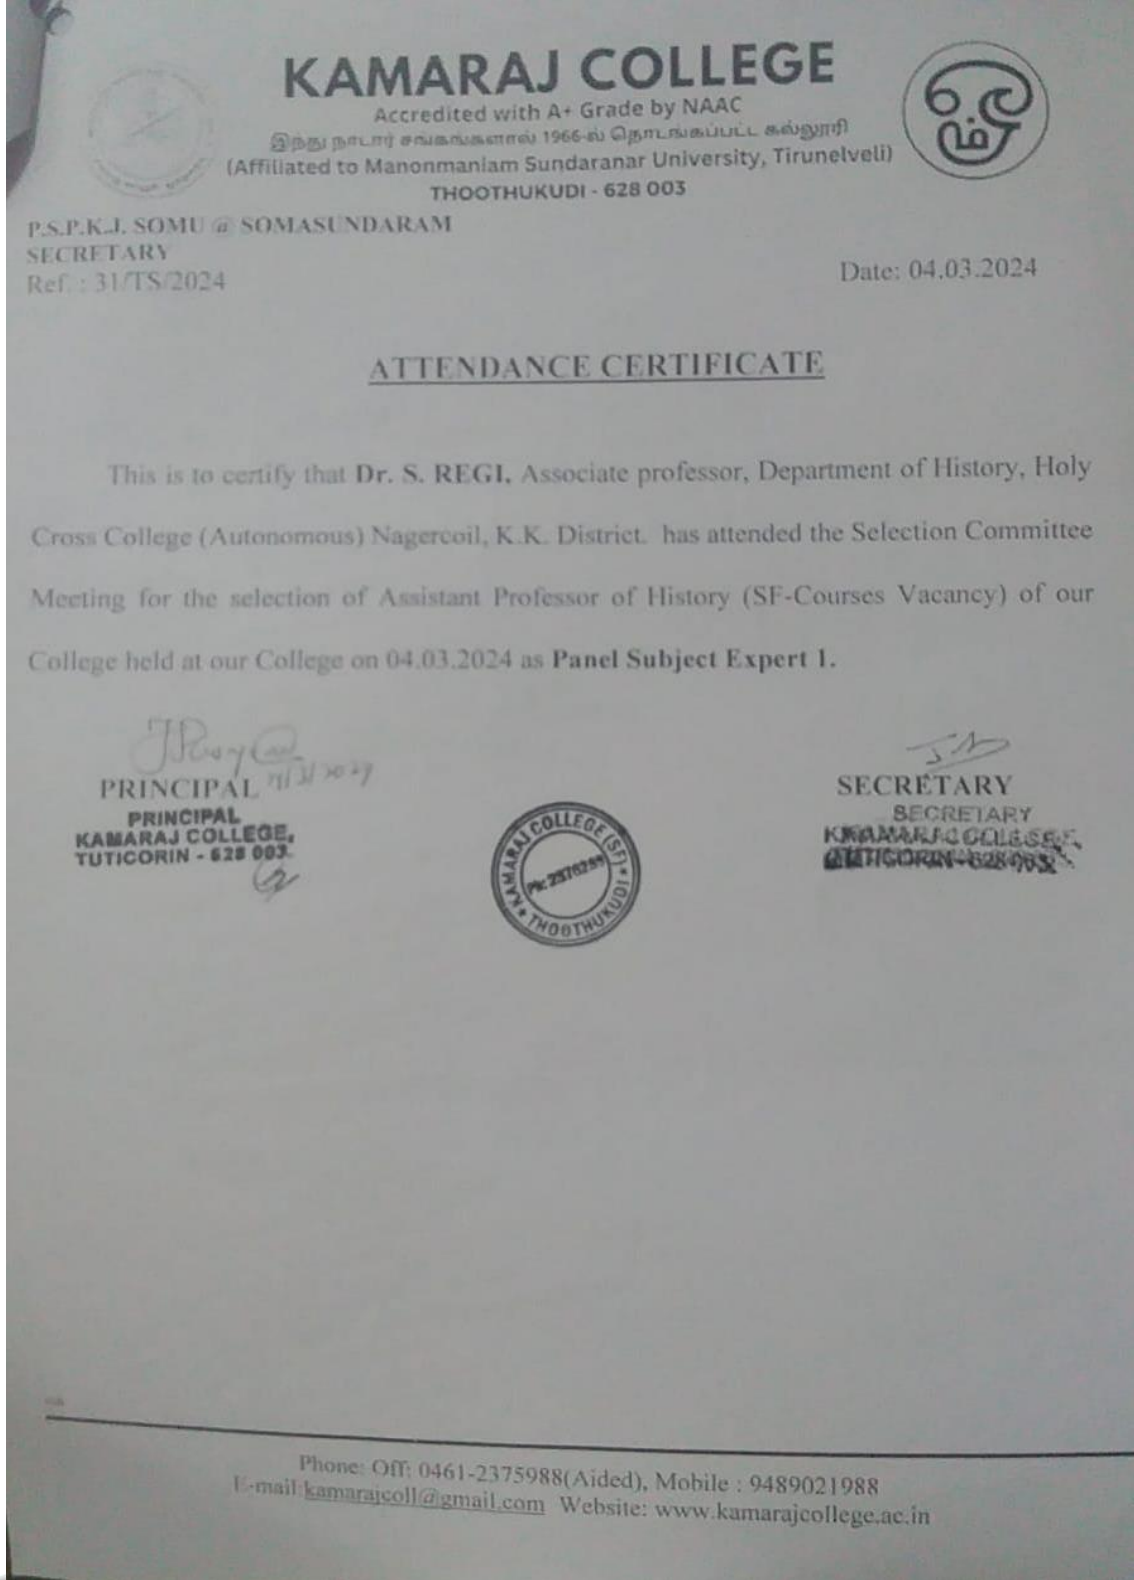 KAMARAJ COLLEGE
Accredited with A+ Grade by NAAC
இந்து நாடார் சங்கங்களால் 1966-ல் தொடங்கப்பட்ட கல்லூரி
(Affiliated to Manonmaniam Sundaranar University, Tirunelveli)
THOOTHUKUDI - 628 003
ஓம்
P.S.P.K.J. SOMU @ SOMASUNDARAM
SECRETARY
Ref. : 31/TS/2024
Date: 04.03.2024
ATTENDANCE CERTIFICATE
This is to certify that Dr. S. REGI, Associate professor, Department of History, Holy
Cross College (Autonomous) Nagercoil, K.K. District. has attended the Selection Committee
Meeting for the selection of Assistant Professor of History (SF-Courses Vacancy) of our
College held at our College on 04.03.2024 as Panel Subject Expert 1.
PRINCIPAL
PRINCIPAL
KAMARAJ COLLEGE,
TUTICORIN - 628 003.
KAMARAJ COLLEGE (SF)
THOOTHUKUDI
SECRETARY
SECRETARY
KAMARAJ COLLEGE,
TUTICORIN - 628 003.
Phone: Off: 0461-2375988(Aided), Mobile : 9489021988
E-mail:kamarajcoll@gmail.com Website: www.kamarajcollege.ac.in